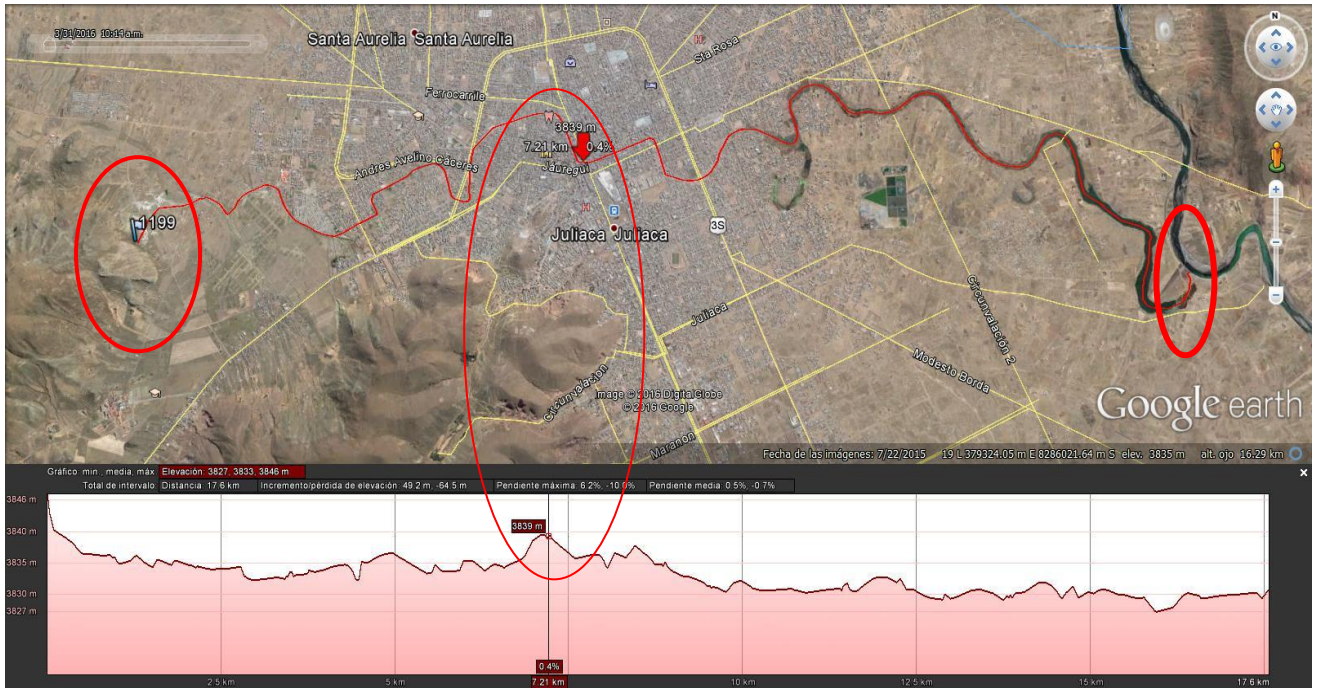 3/31/2016 10:14 a.m.
N
Santa Aurelia Santa Aurelia
Sta Rosa
Ferrocarrile
3839 m
7.21 km 0.4%
Andres Avelino Cáceres
Jauregui
1199
Juliaca Juliaca
3S
Juliaca
Circunvalación 2
Modesto Borda
Circunvalacion
Image © 2016 DigitalGlobe
© 2016 Google
Google earth
Marañon
Fecha de las imágenes: 7/22/2015 19 L 379324.05 m E 8286021.64 m S elev. 3835 m alt. ojo 16.29 km
Gráfico: mín., media, máx. Elevación: 3827, 3833, 3846 m
Total de intervalo: Distancia: 17.6 km Incremento/pérdida de elevación: 49.2 m, -64.5 m Pendiente máxima: 6.2%, -10.0% Pendiente media: 0.5%, -0.7%
3846 m
3839 m
3840 m
3835 m
3830 m
3827 m
0.4%
2.5 km 5 km 7.21 km 10 km 12.5 km 15 km 17.6 km